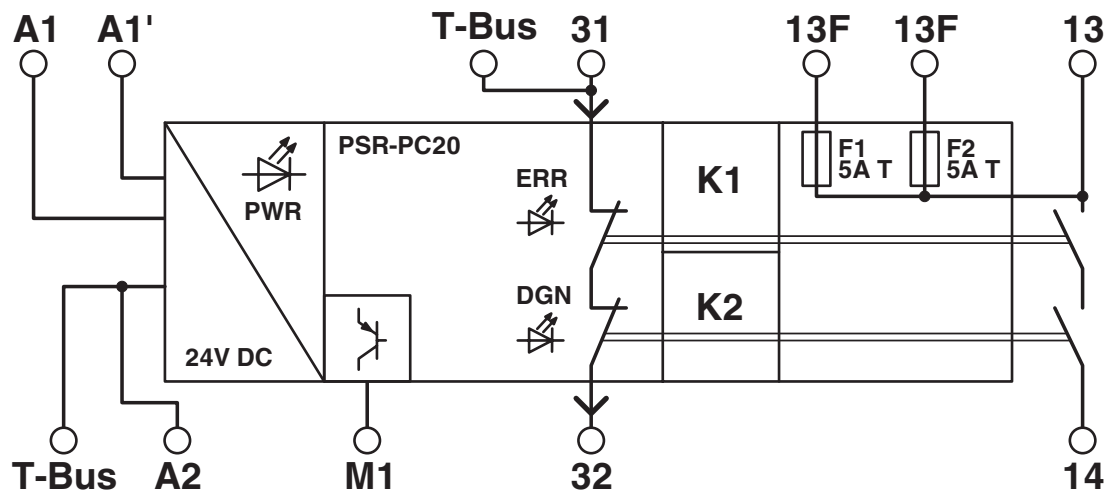 T-Bus 31 13F 13F 13
A1 A1'
PSR-PC20
F1
5A T
F2
5A T
ERR
K1
PWR
DGN
K2
24V DC
T-Bus A2 M1 32 14